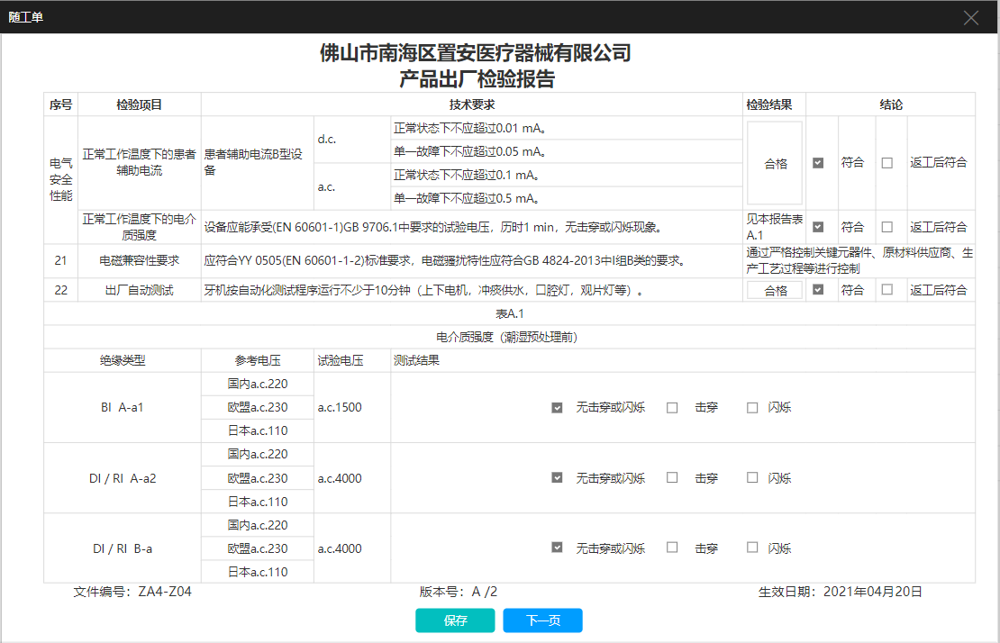 随工单
佛山市南海区置安医疗器械有限公司
产品出厂检验报告
序号 检验项目 技术要求 检验结果 结论
电气
安全
性能
正常工作温度下的患者
辅助电流
患者辅助电流B型设
备
d.c.
正常状态下不应超过0.01 mA。
单一故障下不应超过0.05 mA。
a.c.
正常状态下不应超过0.1 mA。
单一故障下不应超过0.5 mA。
合格 符合 返工后符合
正常工作温度下的电介
质强度
设备应能承受(EN 60601-1)GB 9706.1中要求的试验电压，历时1 min，无击穿或闪烁现象。
见本报告表
A.1
符合 返工后符合
21 电磁兼容性要求 应符合YY 0505(EN 60601-1-2)标准要求，电磁骚扰特性应符合GB 4824-2013中I组B类的要求。
通过严格控制关键元器件、原材料供应商、生
产工艺过程等进行控制
22 出厂自动测试 牙机按自动化测试程序运行不少于10分钟（上下电机，冲痰供水，口腔灯，观片灯等）。 合格 符合 返工后符合
表A.1
电介质强度（潮湿预处理前）
绝缘类型 参考电压 试验电压 测试结果
BI A-a1
国内a.c.220
欧盟a.c.230
日本a.c.110
a.c.1500
无击穿或闪烁 击穿 闪烁
DI / RI A-a2
国内a.c.220
欧盟a.c.230
日本a.c.110
a.c.4000
无击穿或闪烁 击穿 闪烁
DI / RI B-a
国内a.c.220
欧盟a.c.230
日本a.c.110
a.c.4000
无击穿或闪烁 击穿 闪烁
文件编号：ZA4-Z04 版本号：A /2 生效日期：2021年04月20日
保存 下一页